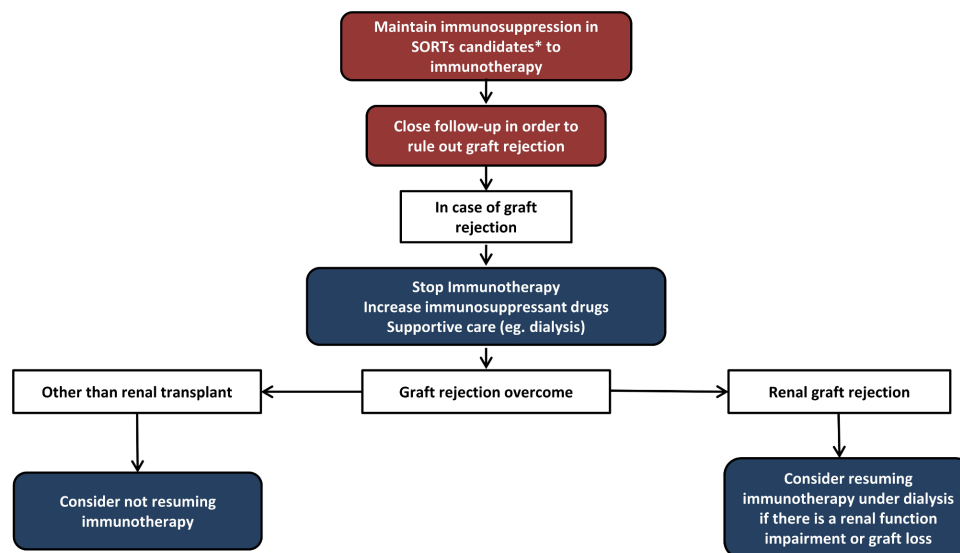 Maintain immunosuppression in
SORTs candidates* to
immunotherapy
Close follow-up in order to
rule out graft rejection
In case of graft
rejection
Stop Immunotherapy
Increase immunosuppressant drugs
Supportive care (eg. dialysis)
Other than renal transplant
Graft rejection overcome
Renal graft rejection
Consider not resuming
immunotherapy
Consider resuming
immunotherapy under dialysis
if there is a renal function
impairment or graft loss